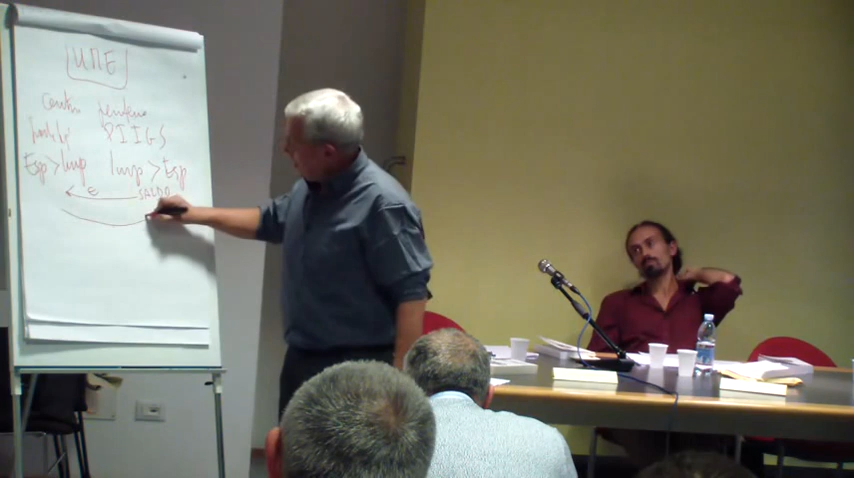 UME
centro periferia
PIIGS
Esp>Imp Imp>Esp
€ SALDO